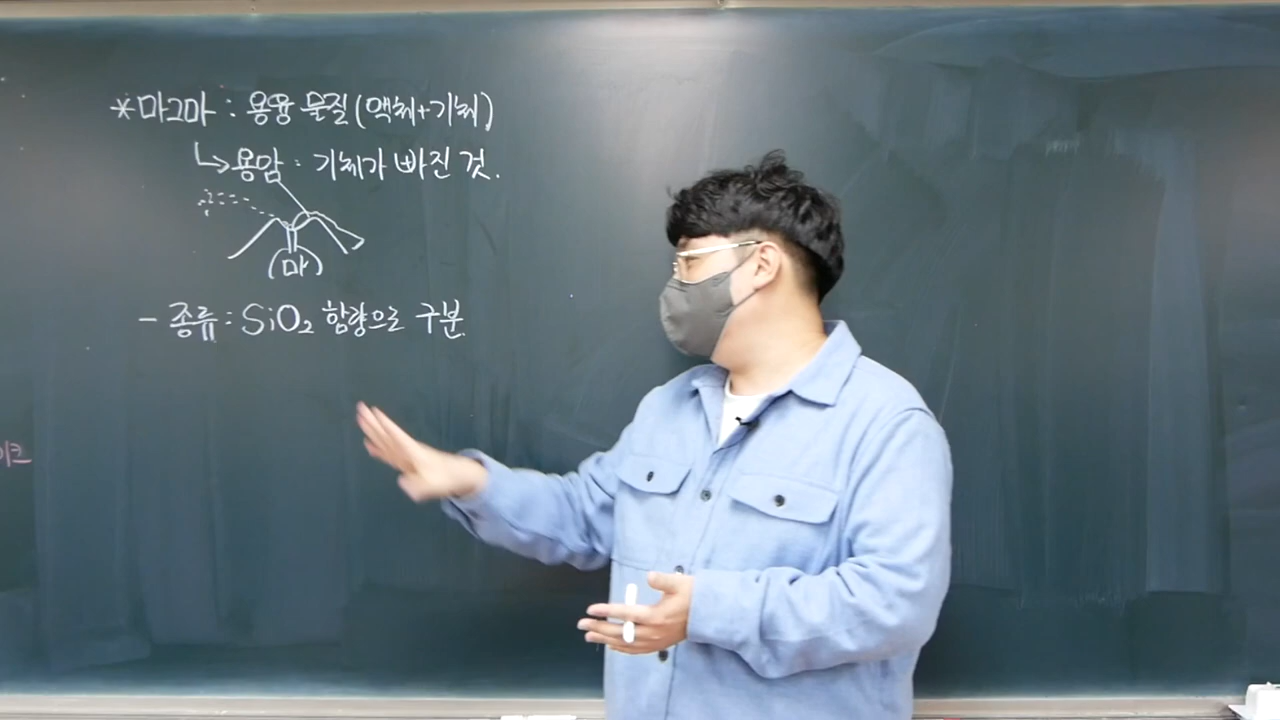 *마그마 : 용융 물질(액체+기체)
↳용암 : 기체가 빠진 것.
(마)
- 종류 : SiO₂ 함량으로 구분